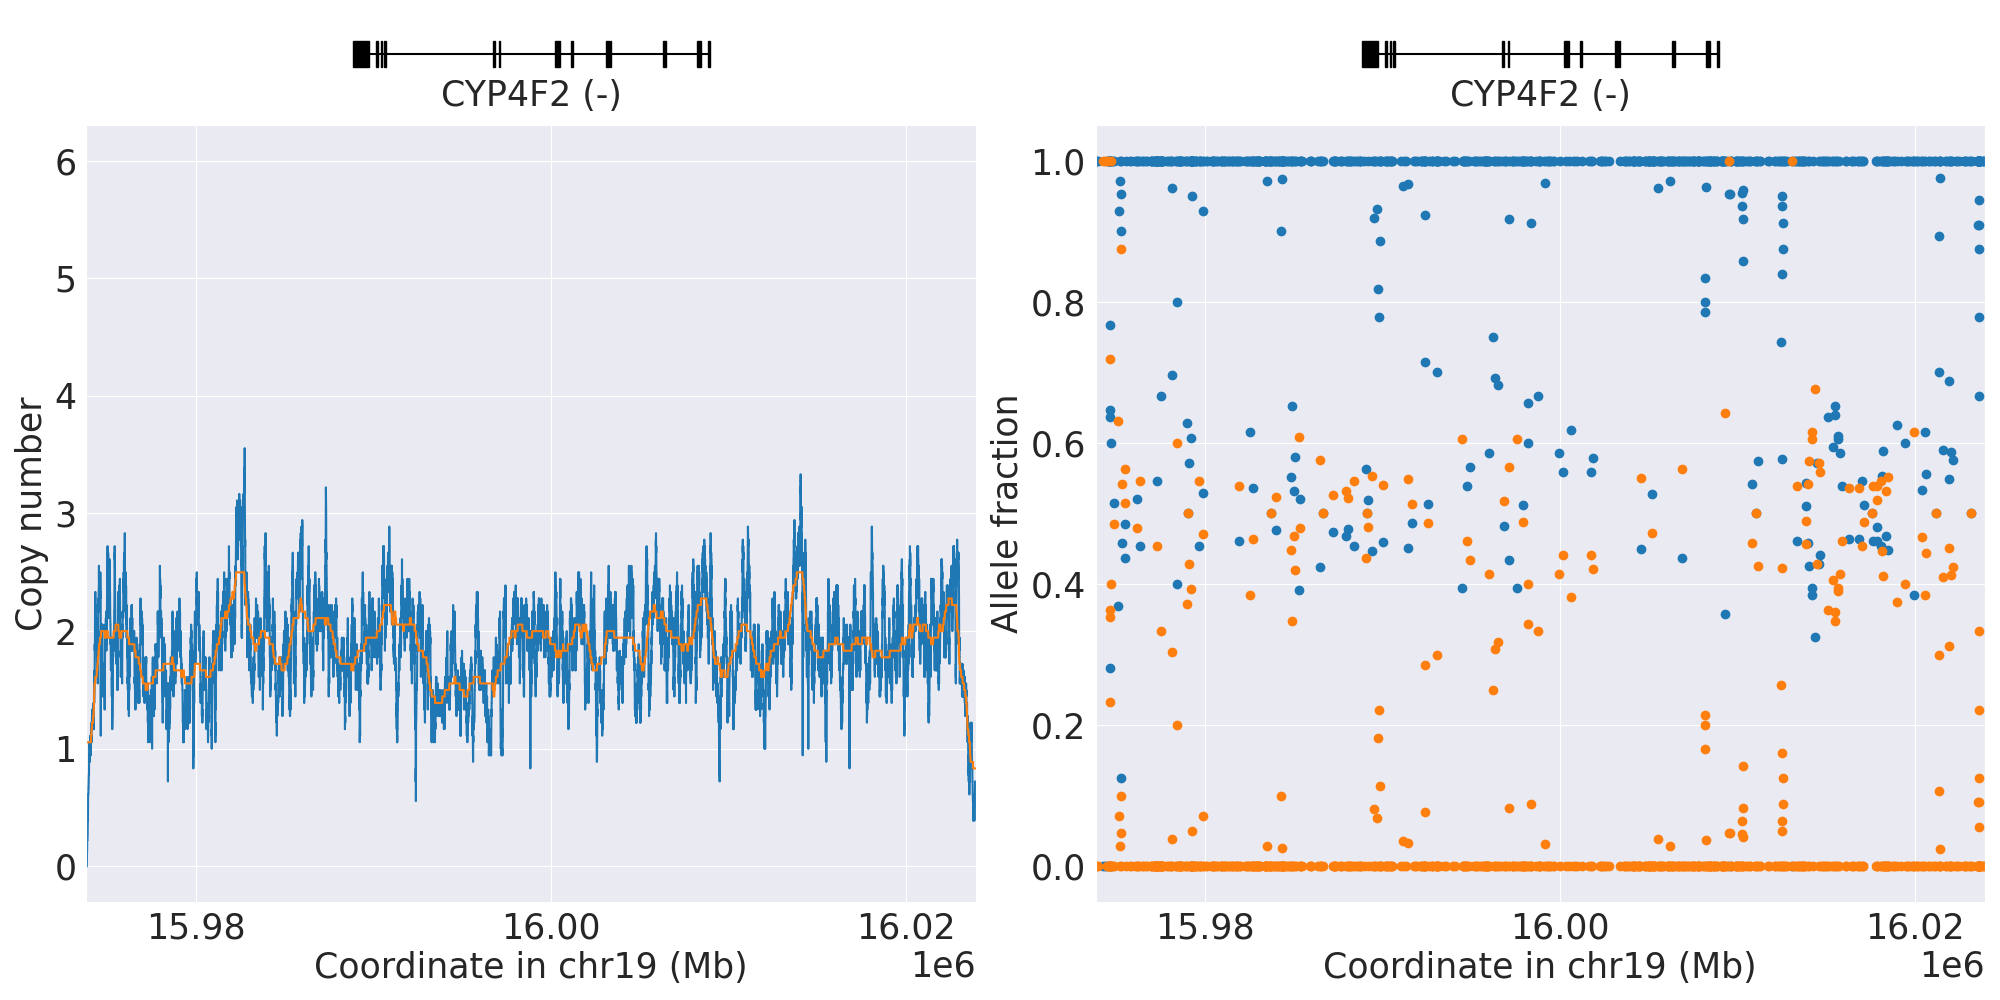 CYP4F2 (-)
6
5
4
3
2
1
0
Copy number
15.98
16.00
16.02
Coordinate in chr19 (Mb)
1e6
CYP4F2 (-)
1.0
0.8
0.6
0.4
0.2
0.0
Allele fraction
15.98
16.00
16.02
Coordinate in chr19 (Mb)
1e6